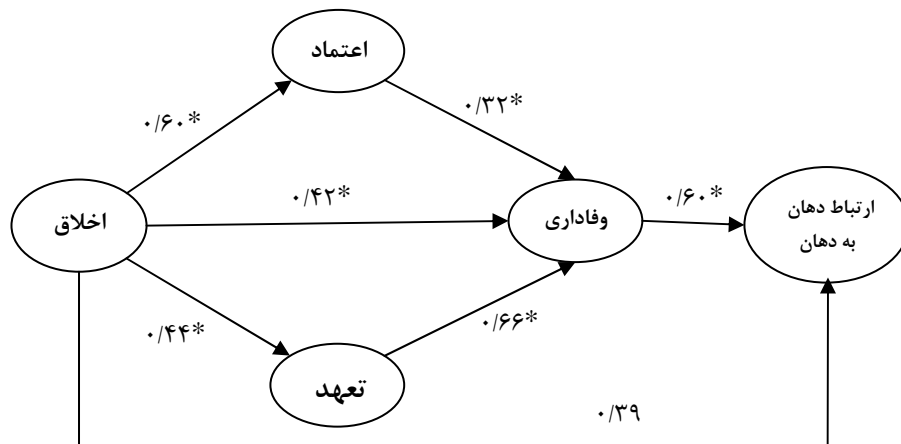 اعتماد
۰/۶۰*
۰/۳۲*
اخلاق
۰/۴۲*
وفاداری
۰/۶۰*
ارتباط دهان
به دهان
۰/۴۴*
۰/۶۶*
تعهد
۰/۳۹